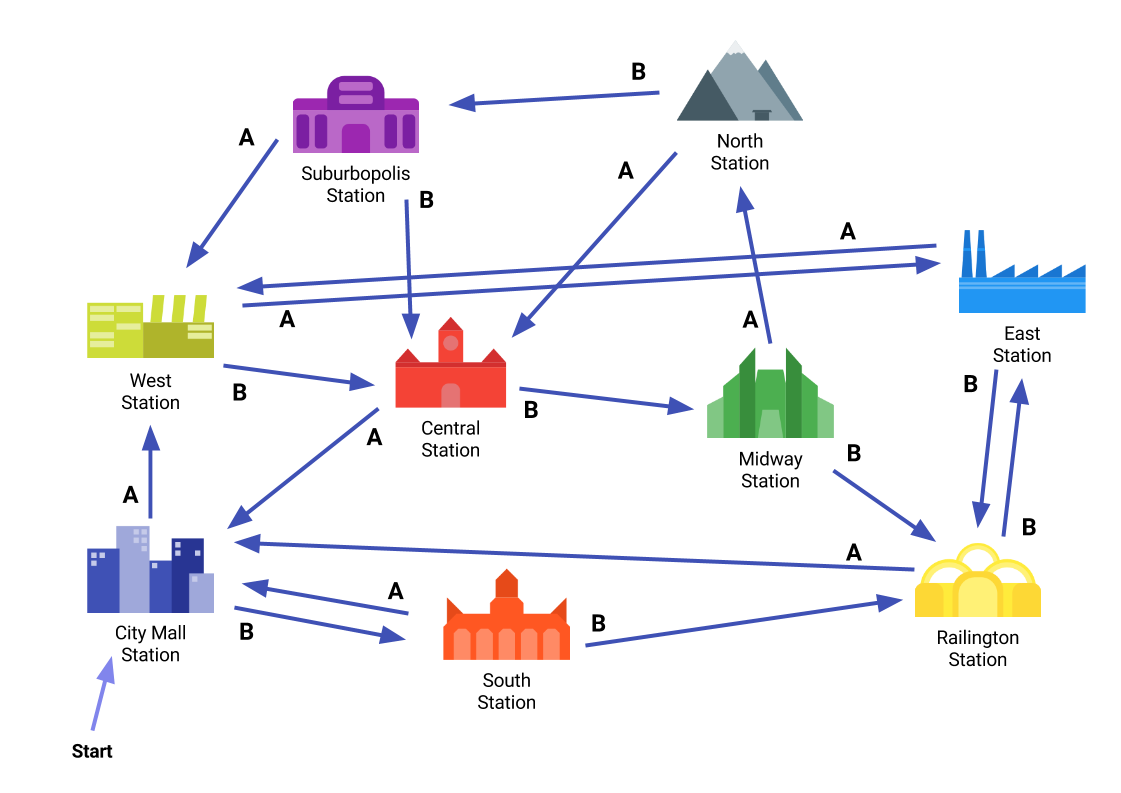 B
North
Station
A
Suburbopolis
Station
A
B
A
East
Station
A
A
West
Station
B
B
Central
Station
A
B
Midway
Station
B
A
B
A
City Mall
Station
A
B
South
Station
B
Railington
Station
Start